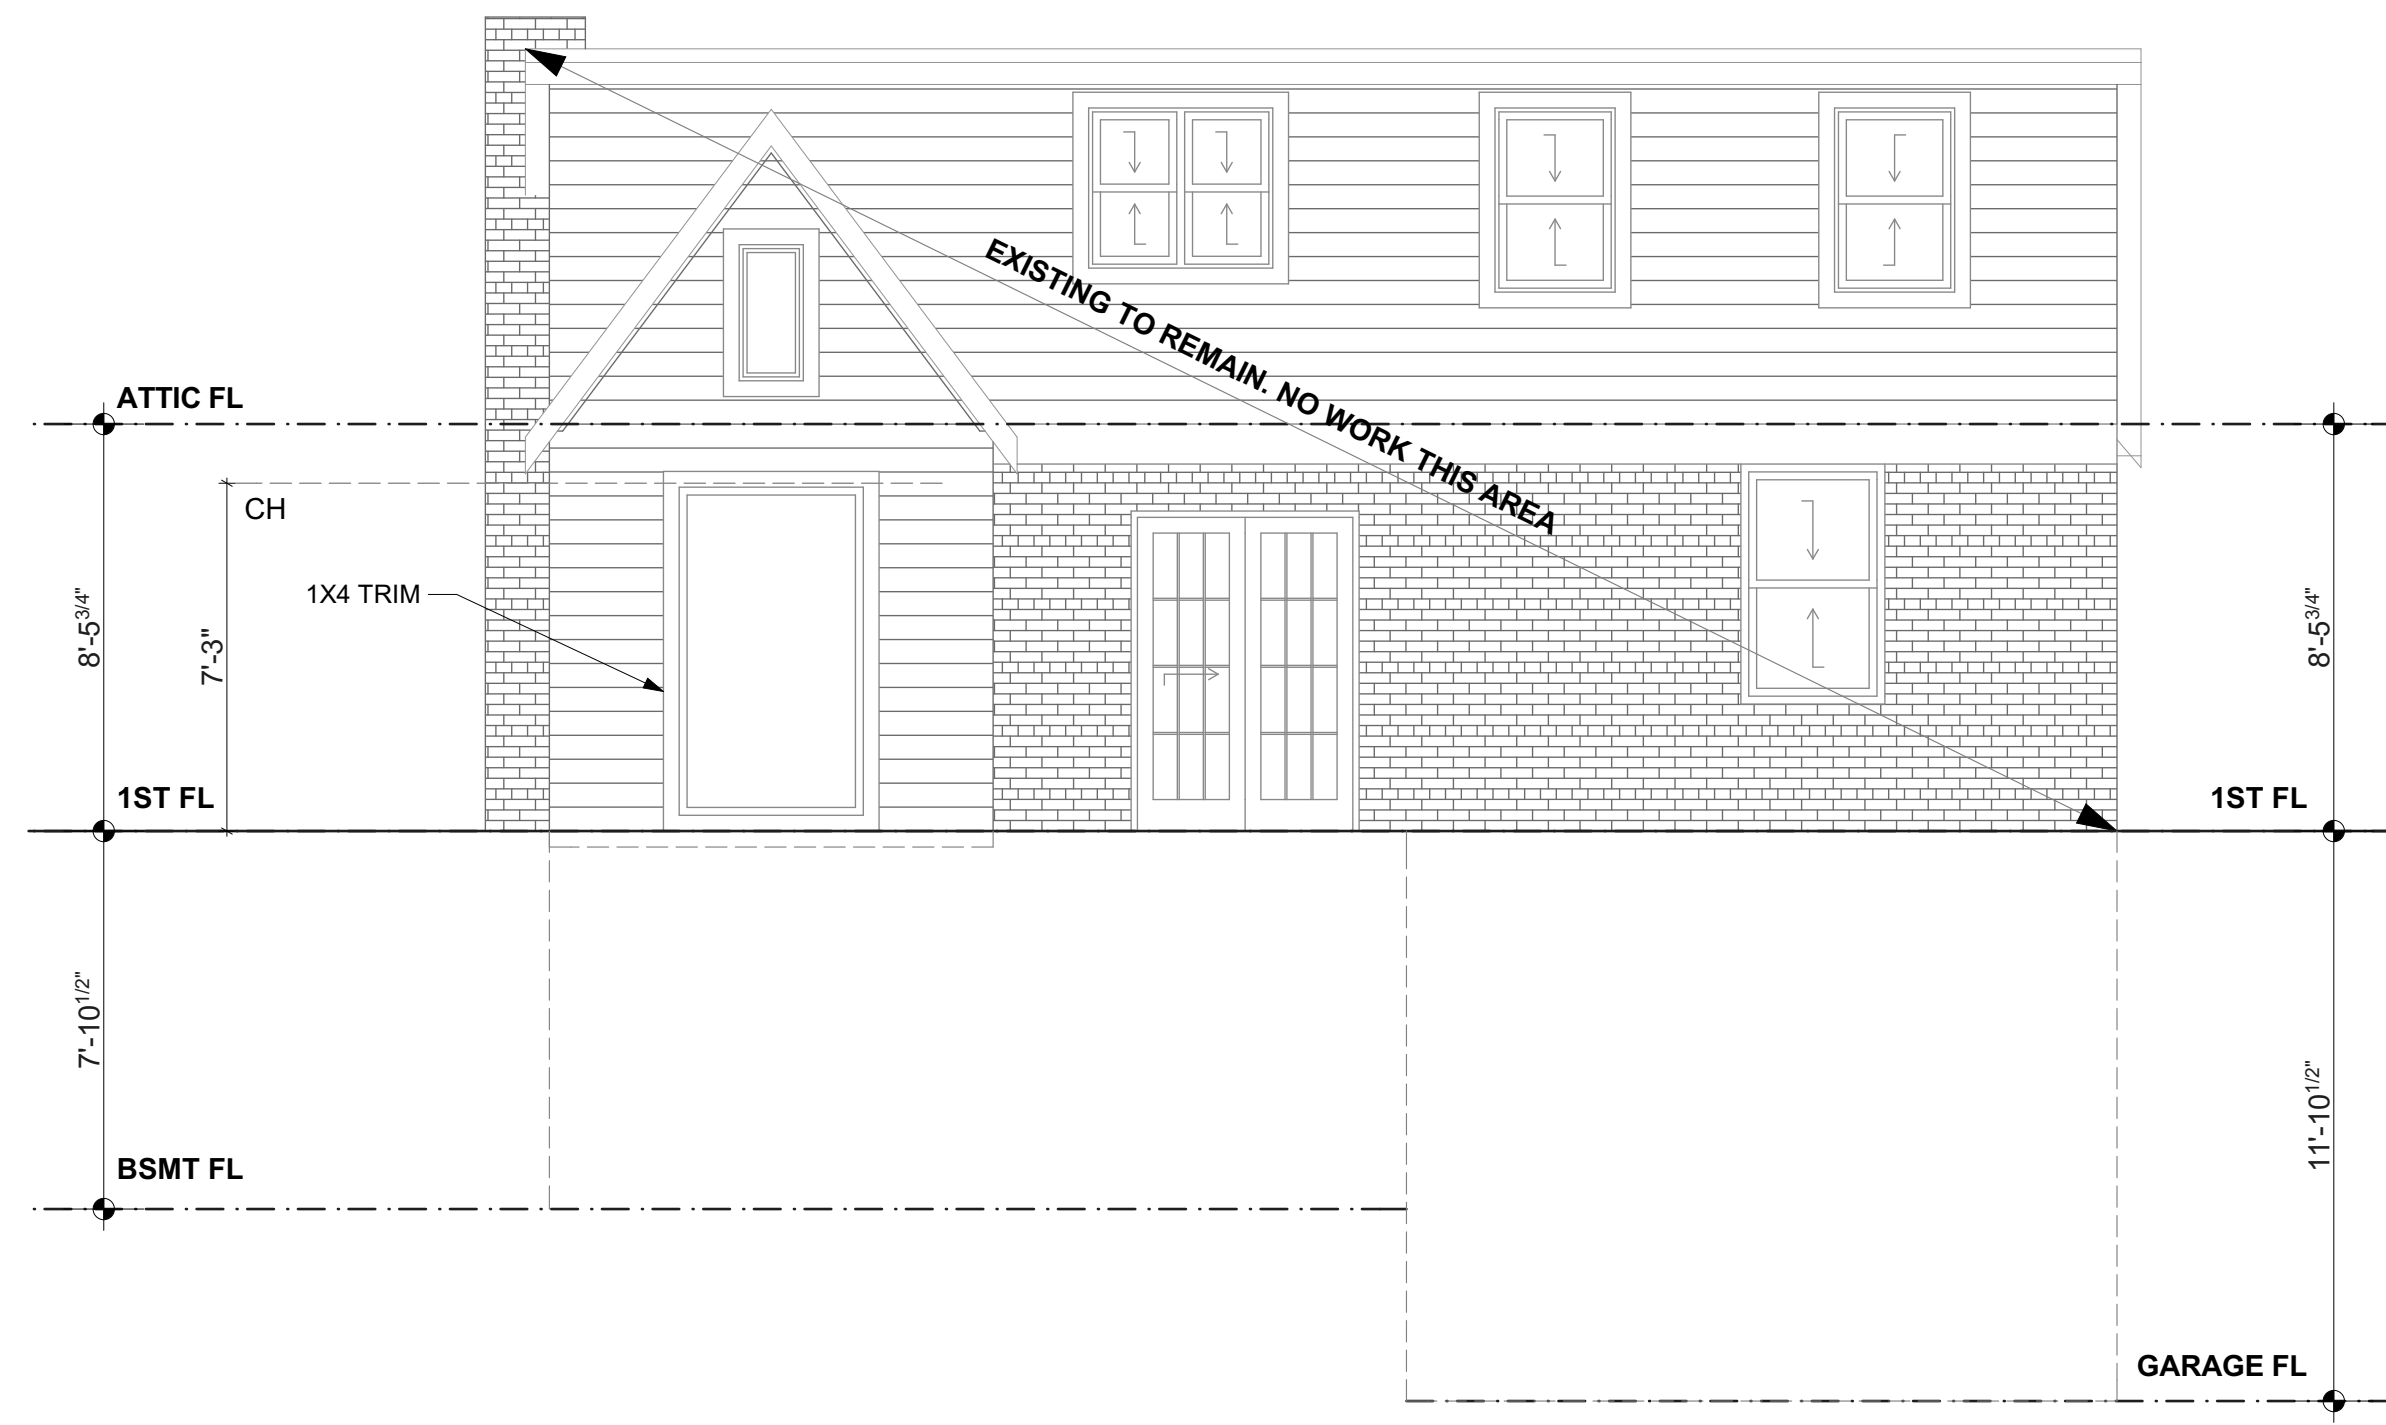 EXISTING TO REMAIN. NO WORK THIS AREA
ATTIC FL
CH
8'-5 3/4"
7'-3"
1X4 TRIM
8'-5 3/4"
1ST FL
1ST FL
7'-10 1/2"
11'-10 1/2"
BSMT FL
GARAGE FL